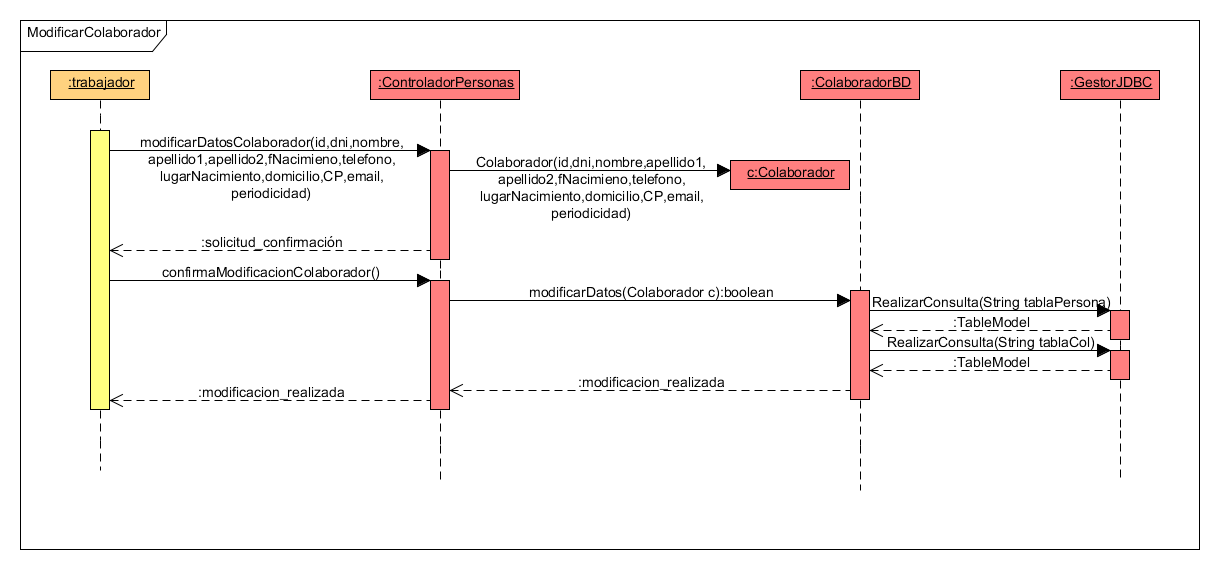 ModificarColaborador
:trabajador
:ControladorPersonas
:ColaboradorBD
:GestorJDBC
modificarDatosColaborador(id,dni,nombre,
apellido1,apellido2,fNacimieno,telefono,
lugarNacimiento,domicilio,CP,email,
periodicidad)
Colaborador(id,dni,nombre,apellido1,
apellido2,fNacimieno,telefono,
lugarNacimiento,domicilio,CP,email,
periodicidad)
c:Colaborador
:solicitud_confirmación
confirmaModificacionColaborador()
modificarDatos(Colaborador c):boolean
RealizarConsulta(String tablaPersona)
:TableModel
RealizarConsulta(String tablaCol)
:TableModel
:modificacion_realizada
:modificacion_realizada